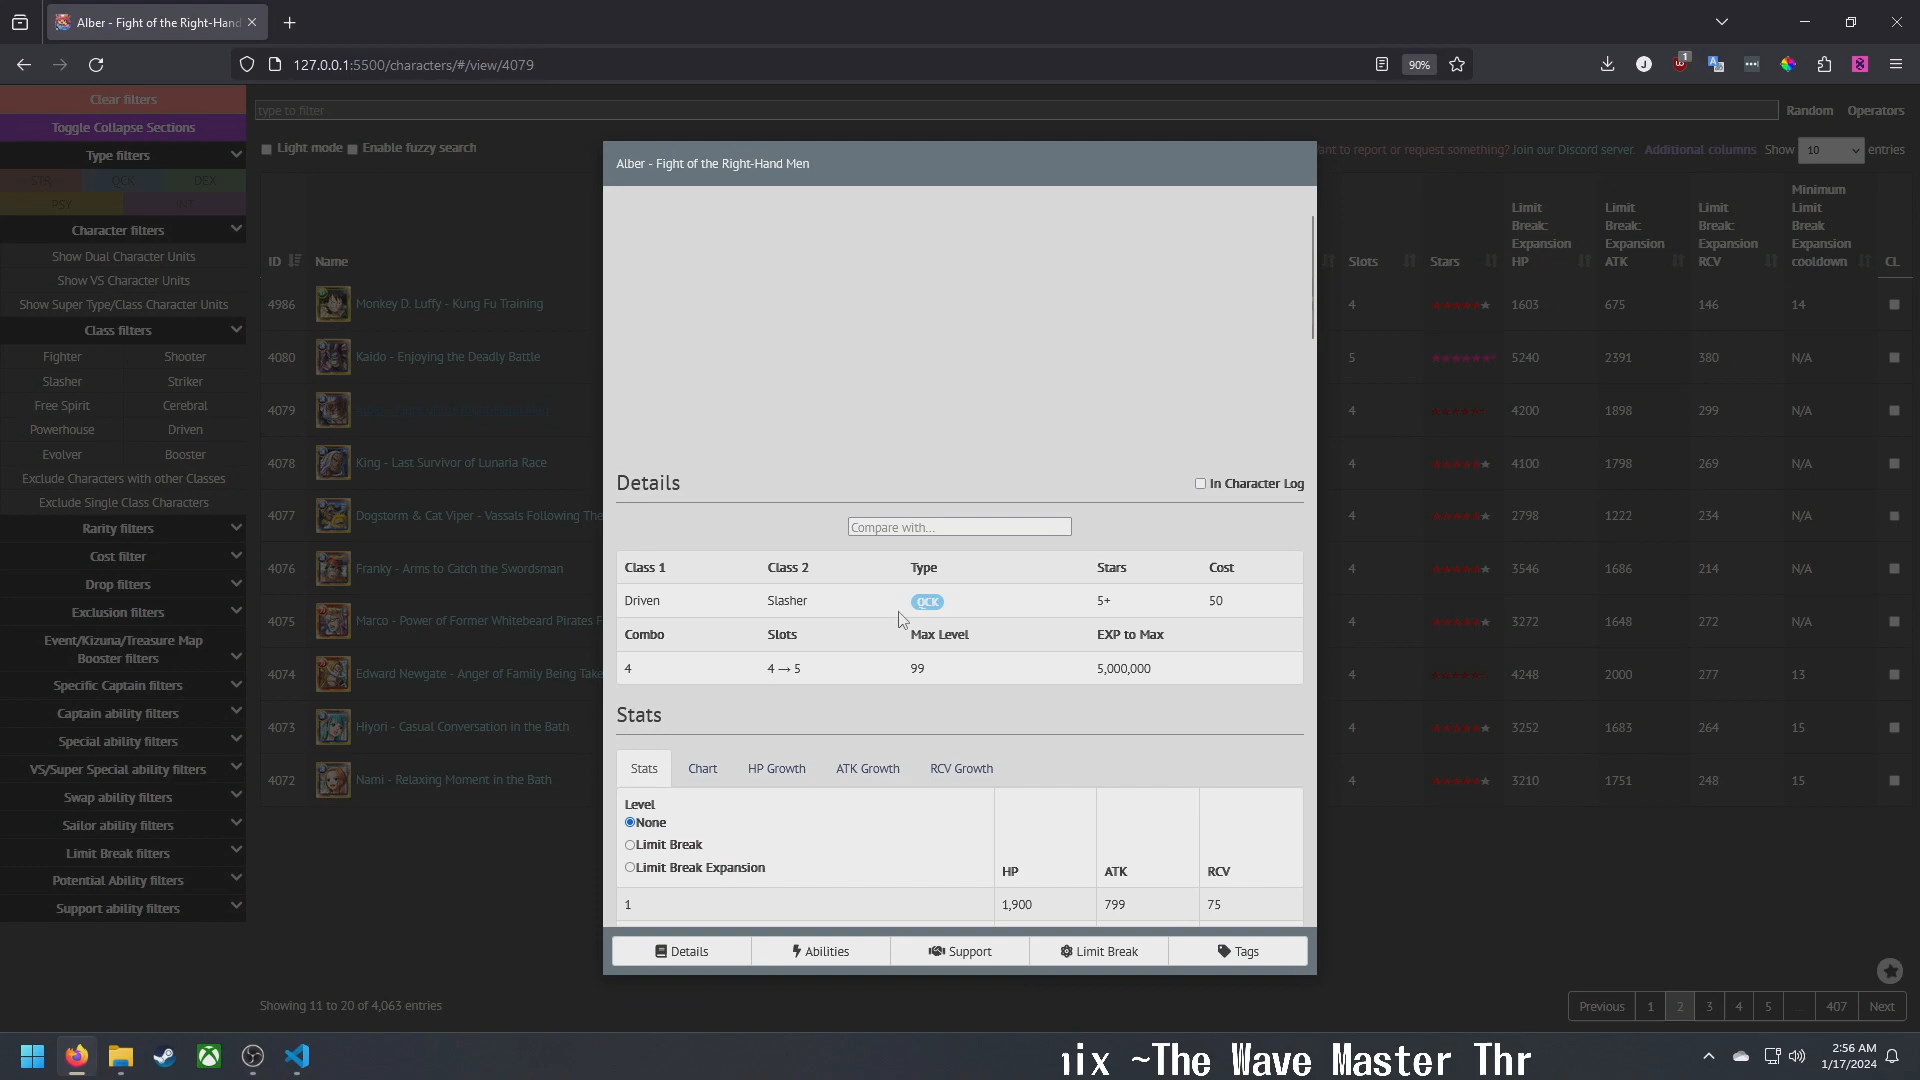 Alber - Fight of the Right-Hand
127.0.0.1:5500/characters/#/view/4079
90%
1
Clear filters
Toggle Collapse Sections
Type filters
STR QCK DEX
PSY INT
Character filters
Show Dual Character Units
Show VS Character Units
Show Super Type/Class Character Units
Class filters
Fighter Shooter
Slasher Striker
Free Spirit Cerebral
Powerhouse Driven
Evolver Booster
Exclude Characters with other Classes
Exclude Single Class Characters
Rarity filters
Cost filter
Drop filters
Exclusion filters
Event/Kizuna/Treasure Map
Booster filters
Specific Captain filters
Captain ability filters
Special ability filters
VS/Super Special ability filters
Swap ability filters
Sailor ability filters
Limit Break filters
Potential Ability filters
Support ability filters
type to filter
Random Operators
Light mode Enable fuzzy search
ant to report or request something? Join our Discord server. Additional columns Show 10 entries
ID Name
Slots Stars
Limit
Break:
Expansion
HP
Limit
Break:
Expansion
ATK
Limit
Break:
Expansion
RCV
Minimum
Limit
Break
Expansion
cooldown
CL
4986 Monkey D. Luffy - Kung Fu Training 4 1603 675 146 14
4080 Kaido - Enjoying the Deadly Battle 5 5240 2391 380 N/A
4079 4 4200 1898 299 N/A
4078 King - Last Survivor of Lunaria Race 4 4100 1798 269 N/A
4077 Dogstorm & Cat Viper - Vassals Following The 4 2798 1222 234 N/A
4076 Franky - Arms to Catch the Swordsman 4 3546 1686 214 N/A
4075 Marco - Power of Former Whitebeard Pirates F 4 3272 1648 272 N/A
4074 Edward Newgate - Anger of Family Being Take 4 4248 2000 277 13
4073 Hiyori - Casual Conversation in the Bath 4 3252 1683 264 15
4072 Nami - Relaxing Moment in the Bath 4 3210 1751 248 15
Alber - Fight of the Right-Hand Men
Details
In Character Log
Compare with...
Class 1 Class 2 Type Stars Cost
Driven Slasher QCK 5+ 50
Combo Slots Max Level EXP to Max
4 4 → 5 99 5,000,000
Stats
Stats Chart HP Growth ATK Growth RCV Growth
Level
None
Limit Break
Limit Break Expansion
HP ATK RCV
1 1,900 799 75
Details Abilities Support Limit Break Tags
Showing 11 to 20 of 4,063 entries
Previous 1 2 3 4 5 … 407 Next
nix ~The Wave Master Thr
2:56 AM
1/17/2024